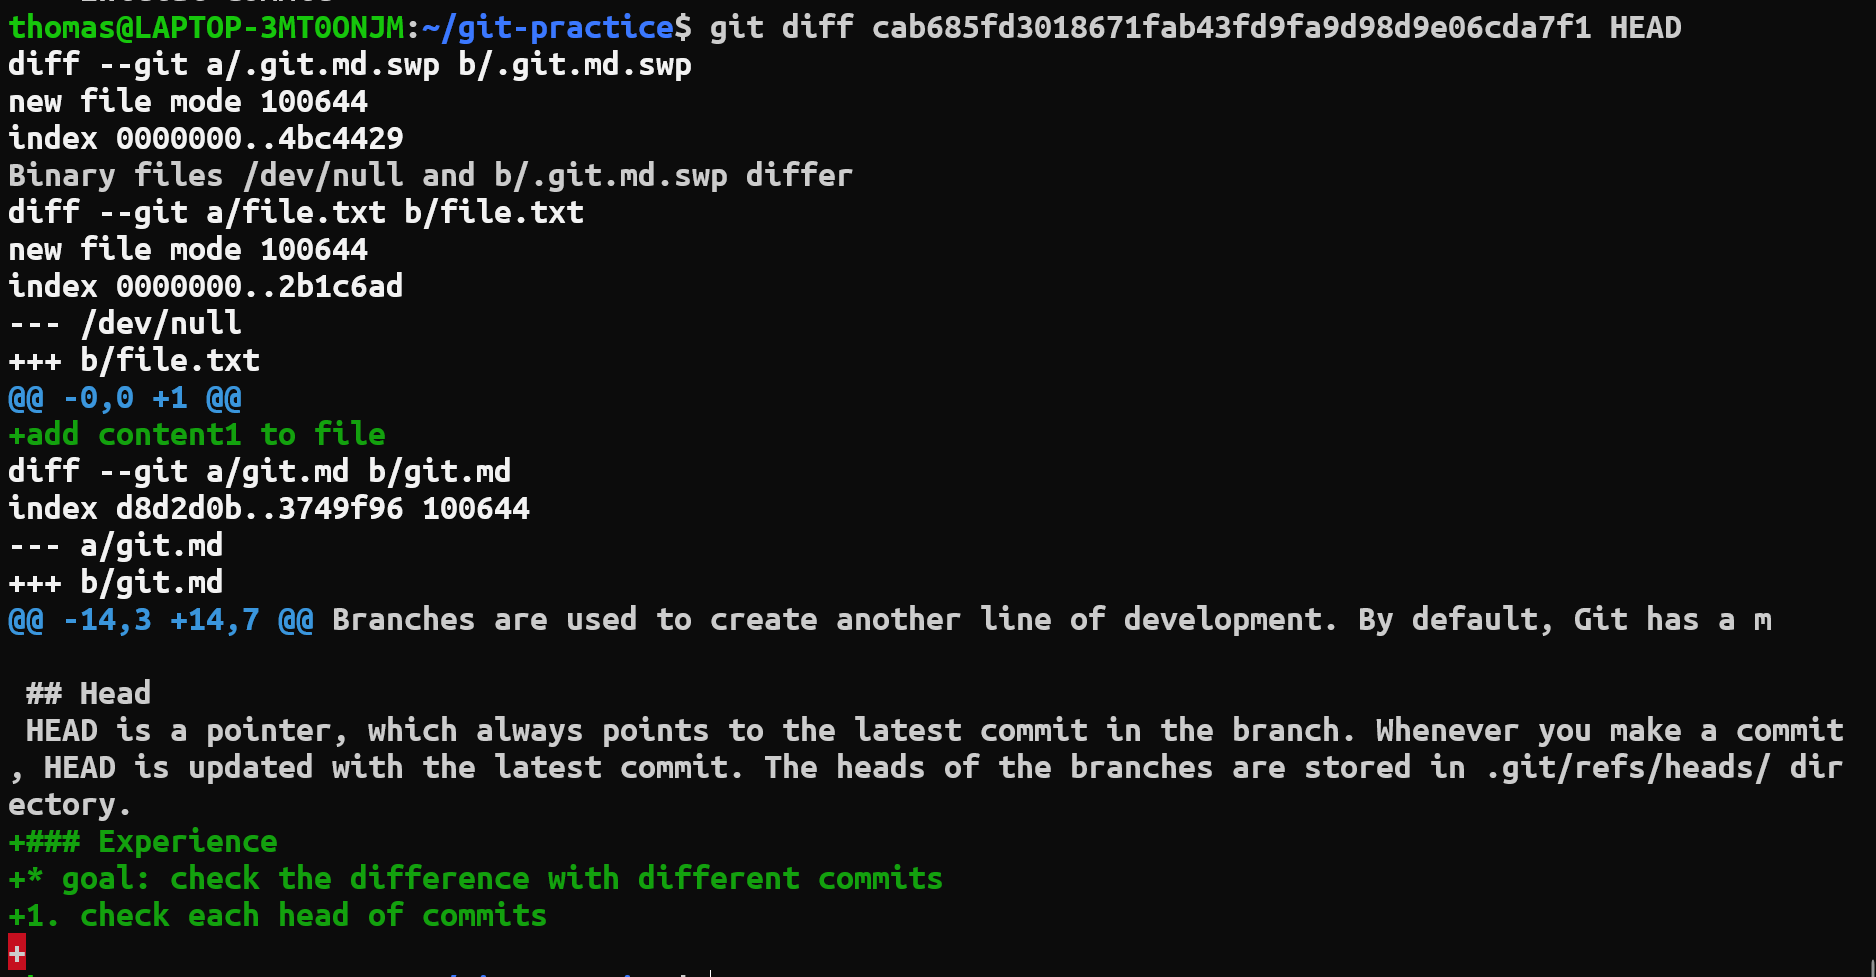 thomas@LAPTOP-3MT0ONJM:~/git-practice$ git diff cab685fd3018671fab43fd9fa9d98d9e06cda7f1 HEAD
diff --git a/.git.md.swp b/.git.md.swp
new file mode 100644
index 0000000..4bc4429
Binary files /dev/null and b/.git.md.swp differ
diff --git a/file.txt b/file.txt
new file mode 100644
index 0000000..2b1c6ad
--- /dev/null
+++ b/file.txt
@@ -0,0 +1 @@
+add content1 to file
diff --git a/git.md b/git.md
index d8d2d0b..3749f96 100644
--- a/git.md
+++ b/git.md
@@ -14,3 +14,7 @@ Branches are used to create another line of development. By default, Git has a m
 ## Head
 HEAD is a pointer, which always points to the latest commit in the branch. Whenever you make a commit
, HEAD is updated with the latest commit. The heads of the branches are stored in .git/refs/heads/ dir
ectory.
+### Experience
+* goal: check the difference with different commits
+1. check each head of commits
+